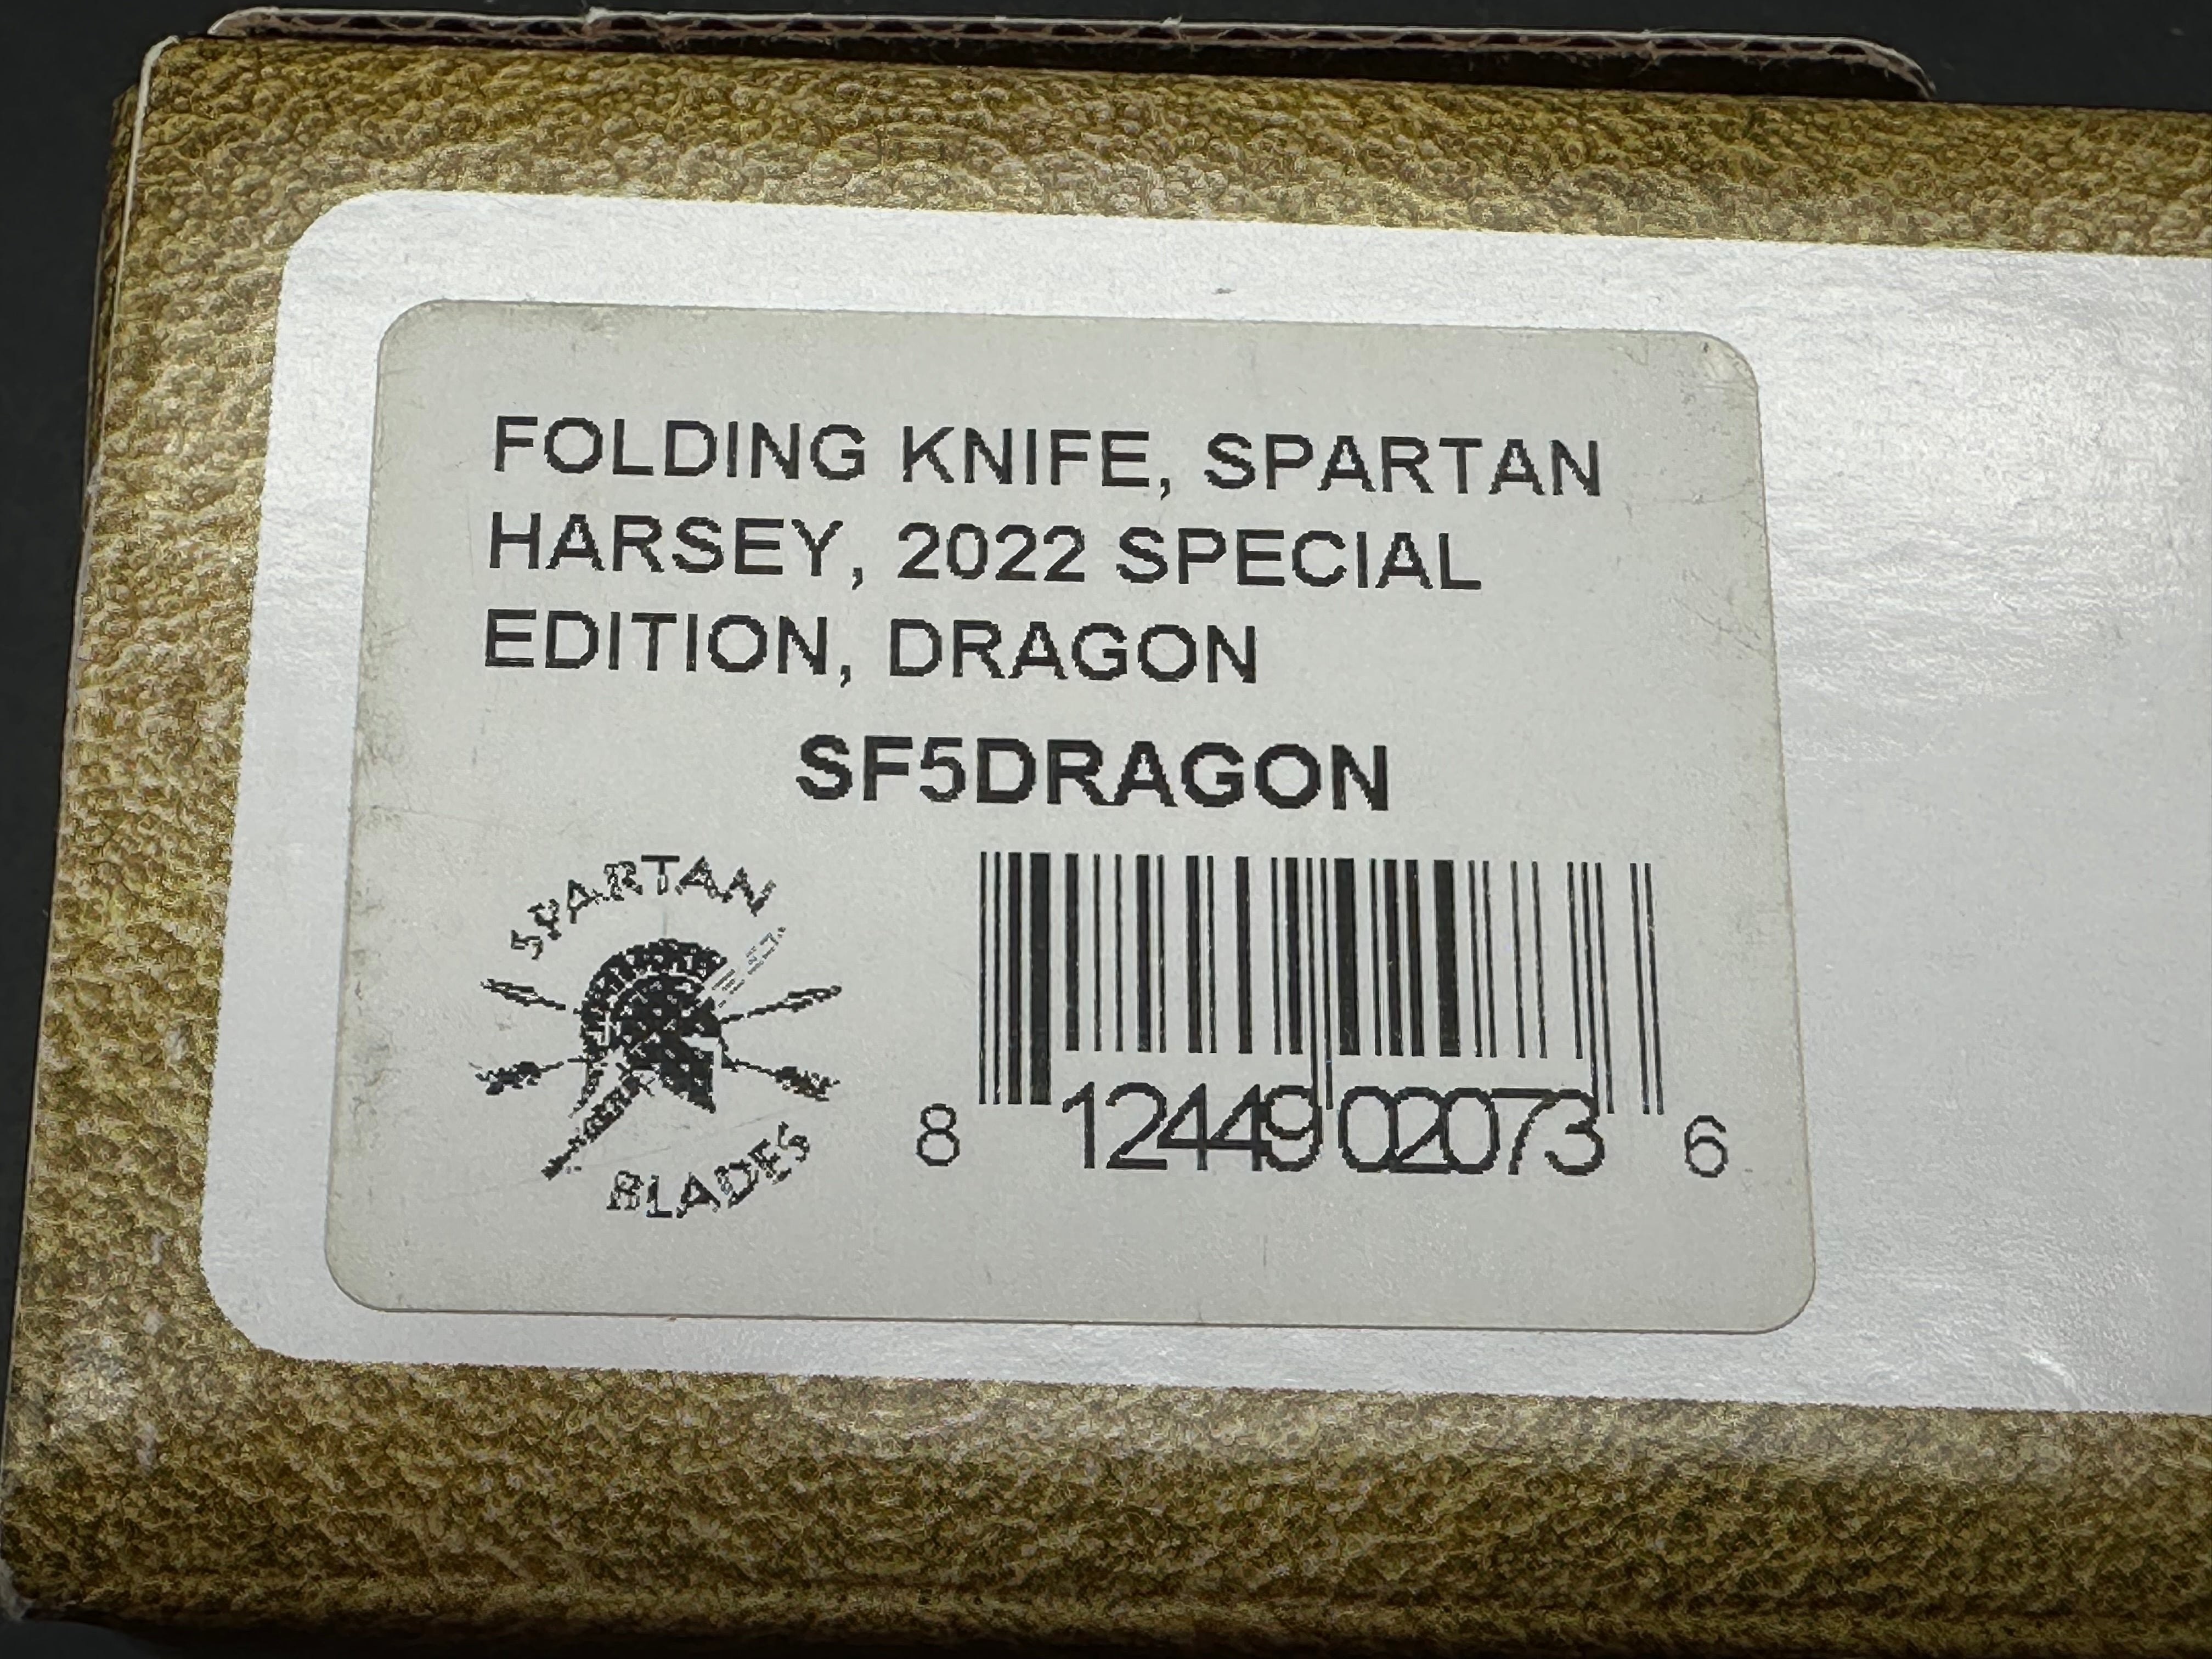 FOLDING KNIFE, SPARTAN
HARSEY, 2022 SPECIAL
EDITION, DRAGON
SF5DRAGON
SPARTAN
BLADES
8 12449 02073 6